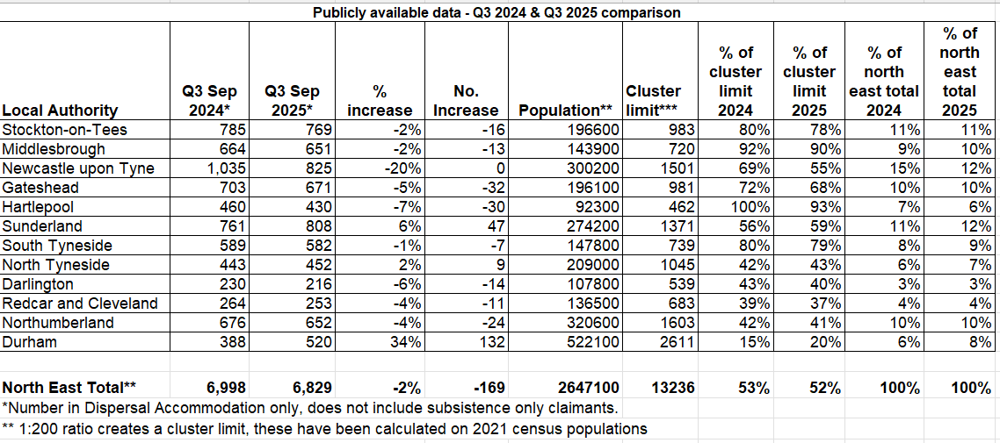 Publicly available data - Q3 2024 & Q3 2025 comparison
Local Authority Q3 Sep 2024* Q3 Sep 2025* % increase No. Increase Population** Cluster limit*** % of cluster limit 2024 % of cluster limit 2025 % of north east total 2024 % of north east total 2025
Stockton-on-Tees 785 769 -2% -16 196600 983 80% 78% 11% 11%
Middlesbrough 664 651 -2% -13 143900 720 92% 90% 9% 10%
Newcastle upon Tyne 1,035 825 -20% 0 300200 1501 69% 55% 15% 12%
Gateshead 703 671 -5% -32 196100 981 72% 68% 10% 10%
Hartlepool 460 430 -7% -30 92300 462 100% 93% 7% 6%
Sunderland 761 808 6% 47 274200 1371 56% 59% 11% 12%
South Tyneside 589 582 -1% -7 147800 739 80% 79% 8% 9%
North Tyneside 443 452 2% 9 209000 1045 42% 43% 6% 7%
Darlington 230 216 -6% -14 107800 539 43% 40% 3% 3%
Redcar and Cleveland 264 253 -4% -11 136500 683 39% 37% 4% 4%
Northumberland 676 652 -4% -24 320600 1603 42% 41% 10% 10%
Durham 388 520 34% 132 522100 2611 15% 20% 6% 8%
North East Total** 6,998 6,829 -2% -169 2647100 13236 53% 52% 100% 100%
*Number in Dispersal Accommodation only, does not include subsistence only claimants.
** 1:200 ratio creates a cluster limit, these have been calculated on 2021 census populations